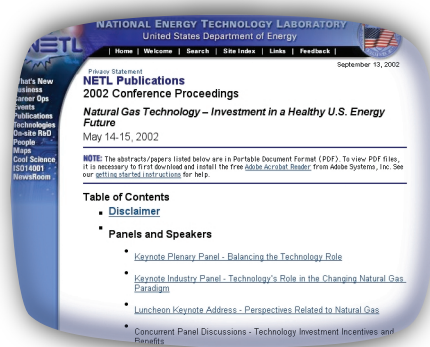 NATIONAL ENERGY TECHNOLOGY LABORATORY
United States Department of Energy
NETL
| Home | Welcome | Search | Site Index | Links | Feedback |
September 13, 2002
Privacy Statement
What's New
Business
Career Ops
Events
Publications
Technologies
On-site R&D
People
Maps
Cool Science
ISO14001
NewsRoom
NETL Publications
2002 Conference Proceedings
Natural Gas Technology – Investment in a Healthy U.S. Energy
Future
May 14-15, 2002
NOTE: The abstracts/papers listed below are in Portable Document Format (PDF). To view PDF files,
it is necessary to first download and install the free Adobe Acrobat Reader from Adobe Systems, Inc. See
our getting started instructions for help.
Table of Contents
Disclaimer
Panels and Speakers
Keynote Plenary Panel - Balancing the Technology Role
Keynote Industry Panel - Technology's Role in the Changing Natural Gas
Paradigm
Luncheon Keynote Address - Perspectives Related to Natural Gas
Concurrent Panel Discussions - Technology Investment Incentives and
Benefits